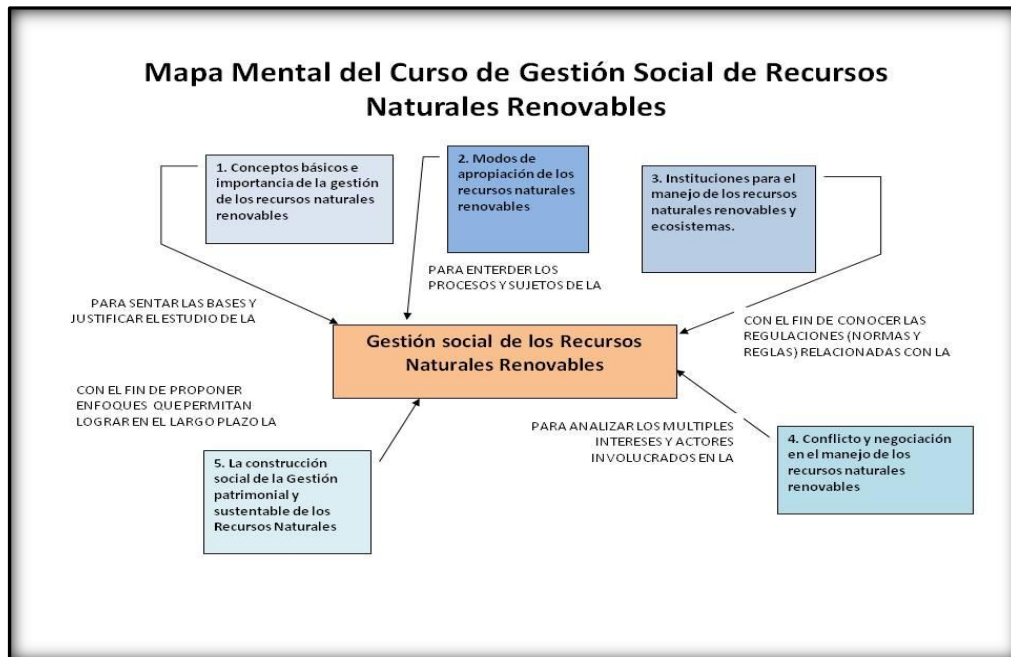 Mapa Mental del Curso de Gestión Social de Recursos
Naturales Renovables
1. Conceptos básicos e
importancia de la gestión
de los recursos naturales
renovables
2. Modos de
apropiación de los
recursos naturales
renovables
3. Instituciones para el
manejo de los recursos
naturales renovables y
ecosistemas.
PARA ENTERDER LOS
PROCESOS Y SUJETOS DE LA
PARA SENTAR LAS BASES Y
JUSTIFICAR EL ESTUDIO DE LA
CON EL FIN DE CONOCER LAS
REGULACIONES (NORMAS Y
REGLAS) RELACIONADAS CON LA
Gestión social de los Recursos
Naturales Renovables
CON EL FIN DE PROPONER
ENFOQUES QUE PERMITAN
LOGRAR EN EL LARGO PLAZO LA
PARA ANALIZAR LOS MULTIPLES
INTERESES Y ACTORES
INVOLUCRADOS EN LA
4. Conflicto y negociación
en el manejo de los
recursos naturales
renovables
5. La construcción
social de la Gestión
patrimonial y
sustentable de los
Recursos Naturales